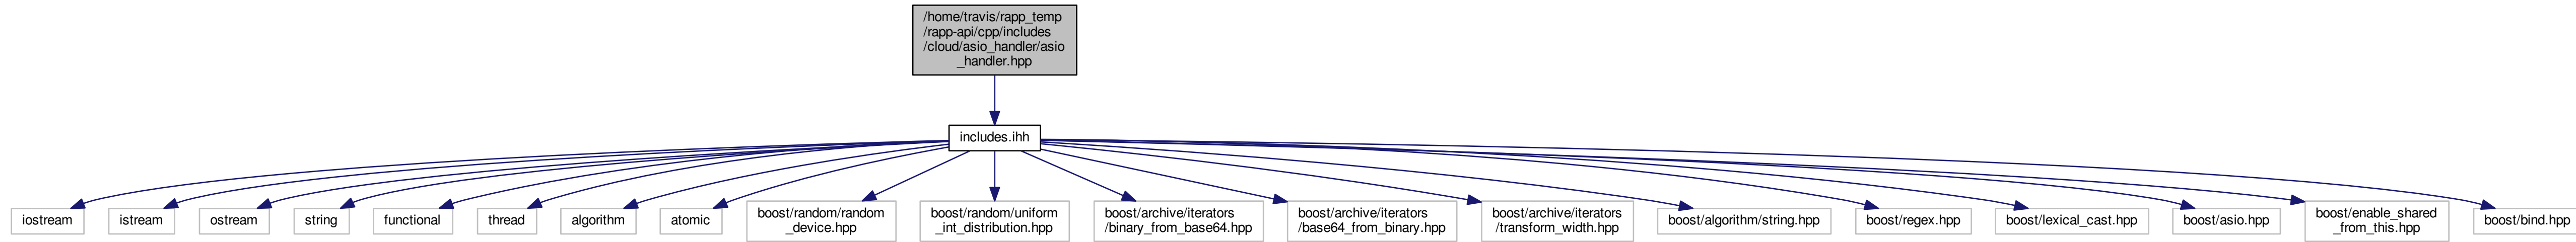 /home/travis/rapp_temp
/rapp-api/cpp/includes
/cloud/asio_handler/asio
_handler.hpp
includes.ihh
iostream
istream
ostream
string
functional
thread
algorithm
atomic
boost/random/random
_device.hpp
boost/random/uniform
_int_distribution.hpp
boost/archive/iterators
/binary_from_base64.hpp
boost/archive/iterators
/base64_from_binary.hpp
boost/archive/iterators
/transform_width.hpp
boost/algorithm/string.hpp
boost/regex.hpp
boost/lexical_cast.hpp
boost/asio.hpp
boost/enable_shared
_from_this.hpp
boost/bind.hpp